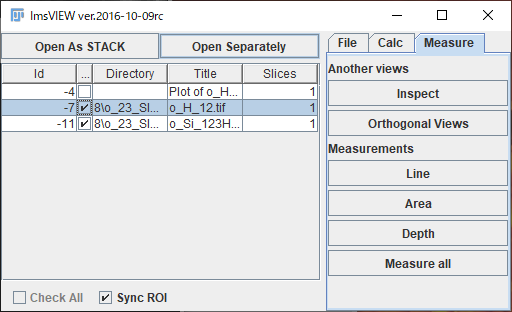 ImsVIEW ver.2016-10-09rc
Open As STACK Open Separately
Id ... Directory Title Slices
-4 Plot of o_H... 1
-7 8\o_23_SI... o_H_12.tif 1
-11 8\o_23_SI... o_Si_123H... 1
Check All Sync ROI
File Calc Measure
Another views
Inspect
Orthogonal Views
Measurements
Line
Area
Depth
Measure all